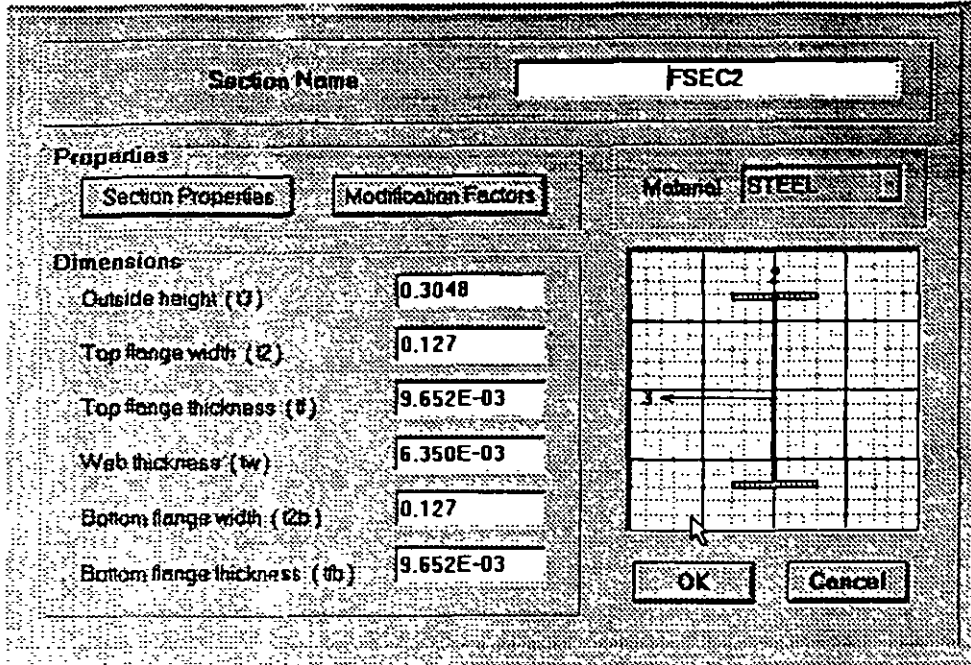 Section Name
FSEC2
Properties
Section Properties
Modification Factors
Material
STEEL
Dimensions
Outside height (t3)
0.3048
Top flange width (t2)
0.127
Top flange thickness (tf)
9.652E-03
Web thickness (tw)
6.350E-03
Bottom flange width (t2b)
0.127
Bottom flange thickness (tfb)
9.652E-03
3
OK
Cancel